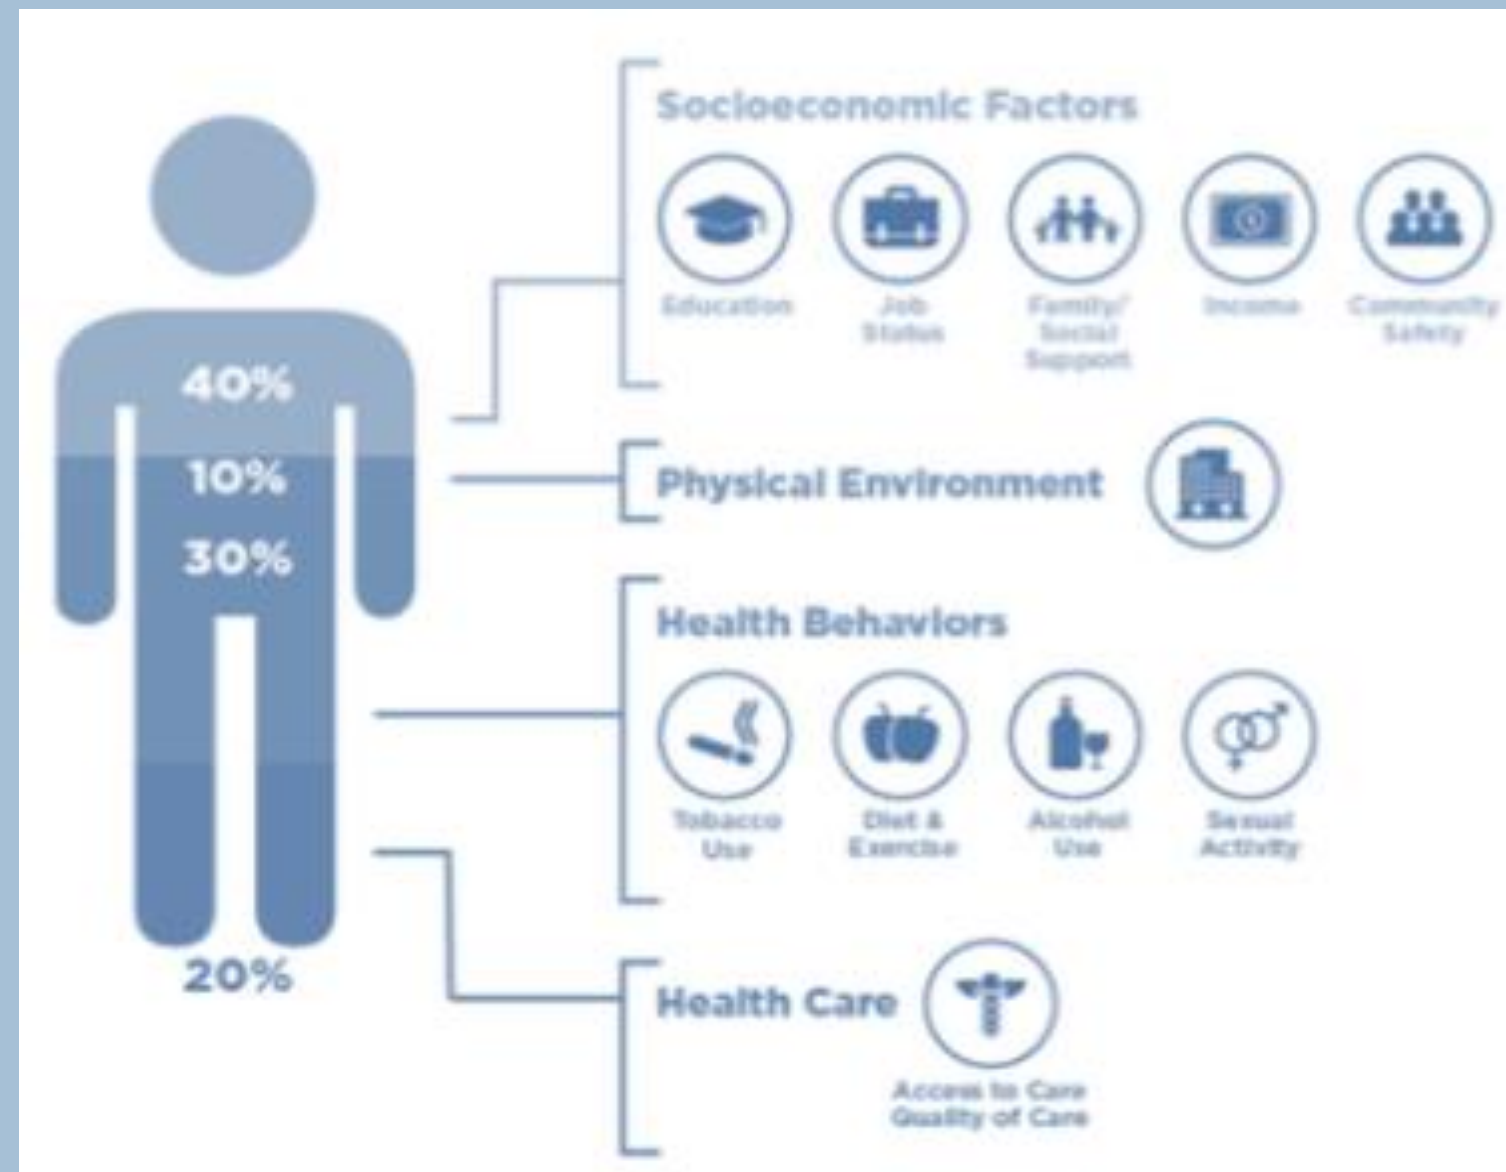 Socioeconomic Factors
Education
Job
Status
Family/
Social
Support
Income
Community
Safety
40%
10%
30%
20%
Physical Environment
Health Behaviors
Tobacco
Use
Diet &
Exercise
Alcohol
Use
Sexual
Activity
Health Care
Access to Care
Quality of Care